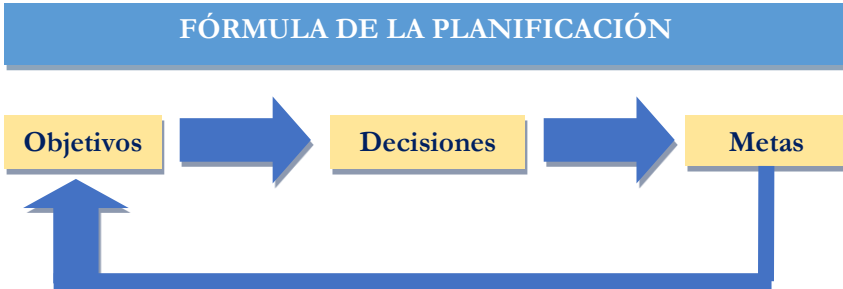 FÓRMULA DE LA PLANIFICACIÓN
Objetivos
Decisiones
Metas